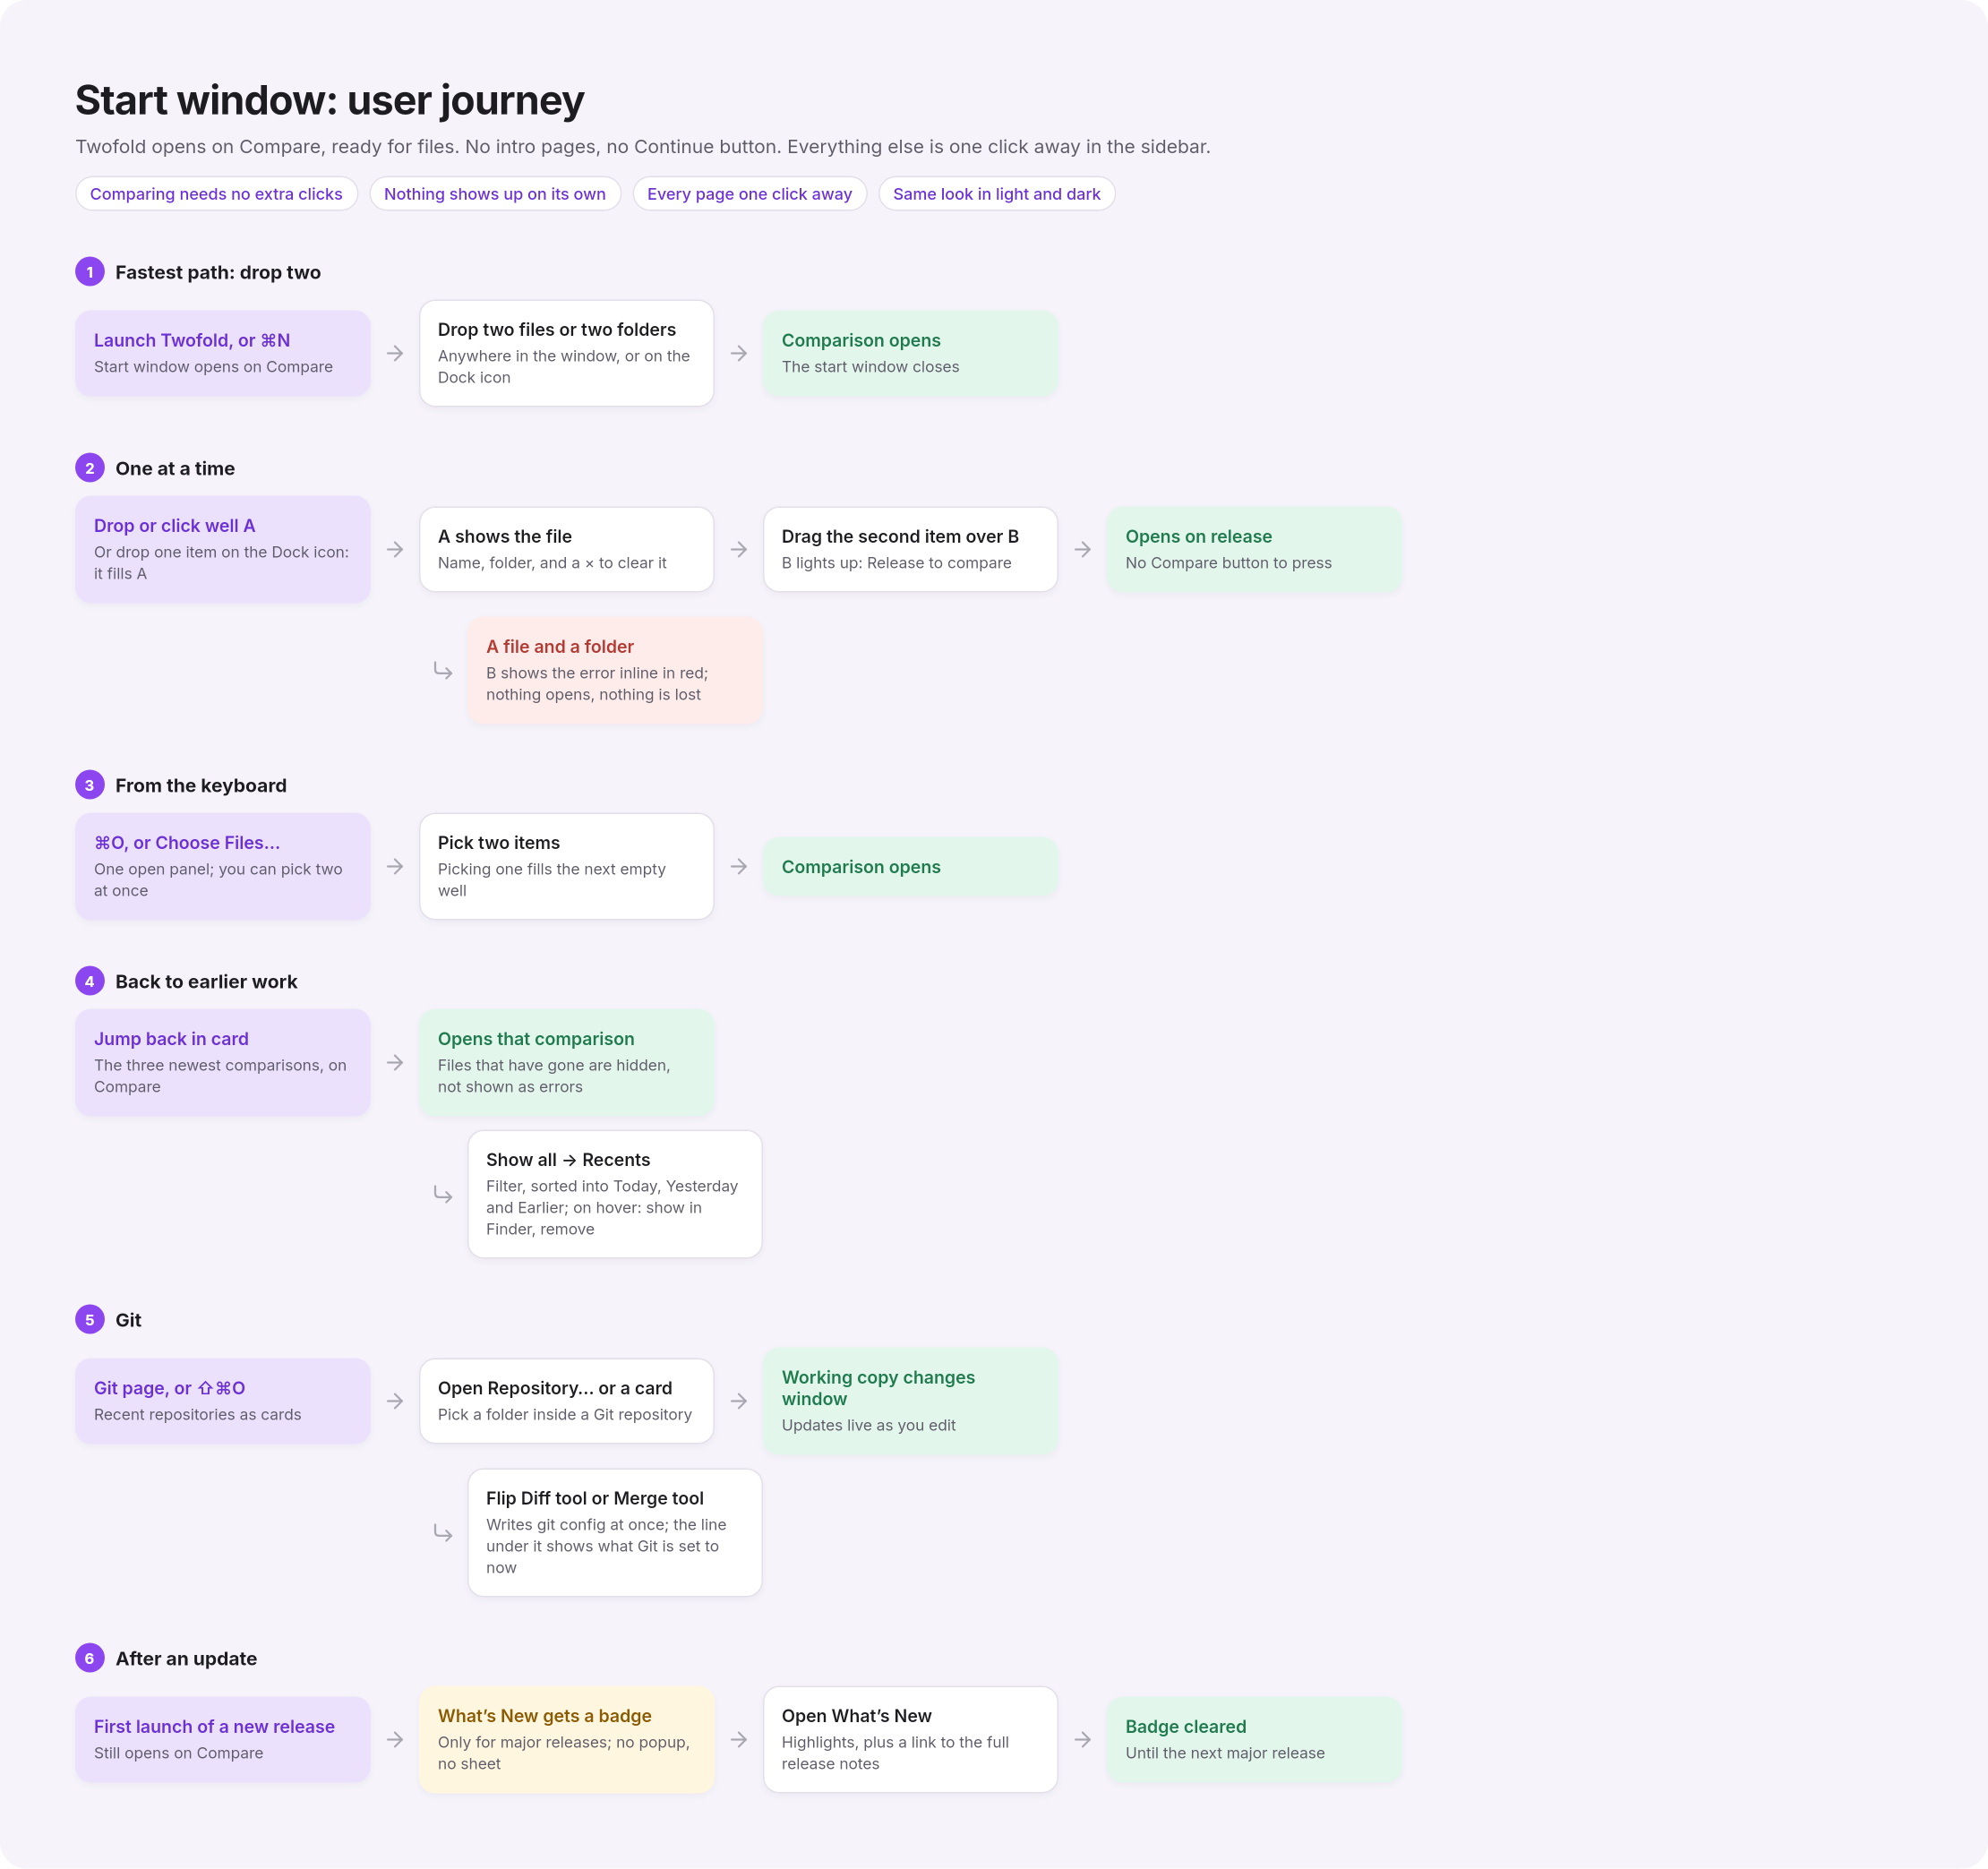 Start window: user journey
Twofold opens on Compare, ready for files. No intro pages, no Continue button. Everything else is one click away in the sidebar.
Comparing needs no extra clicks
Nothing shows up on its own
Every page one click away
Same look in light and dark
1 Fastest path: drop two
Launch Twofold, or ⌘N
Start window opens on Compare
→
Drop two files or two folders
Anywhere in the window, or on the
Dock icon
→
Comparison opens
The start window closes
2 One at a time
Drop or click well A
Or drop one item on the Dock icon:
it fills A
→
A shows the file
Name, folder, and a × to clear it
→
Drag the second item over B
B lights up: Release to compare
→
Opens on release
No Compare button to press
↳
A file and a folder
B shows the error inline in red;
nothing opens, nothing is lost
3 From the keyboard
⌘O, or Choose Files…
One open panel; you can pick two
at once
→
Pick two items
Picking one fills the next empty
well
→
Comparison opens
4 Back to earlier work
Jump back in card
The three newest comparisons, on
Compare
→
Opens that comparison
Files that have gone are hidden,
not shown as errors
↳
Show all → Recents
Filter, sorted into Today, Yesterday
and Earlier; on hover: show in
Finder, remove
5 Git
Git page, or ⇧⌘O
Recent repositories as cards
→
Open Repository… or a card
Pick a folder inside a Git repository
→
Working copy changes
window
Updates live as you edit
↳
Flip Diff tool or Merge tool
Writes git config at once; the line
under it shows what Git is set to
now
6 After an update
First launch of a new release
Still opens on Compare
→
What’s New gets a badge
Only for major releases; no popup,
no sheet
→
Open What’s New
Highlights, plus a link to the full
release notes
→
Badge cleared
Until the next major release